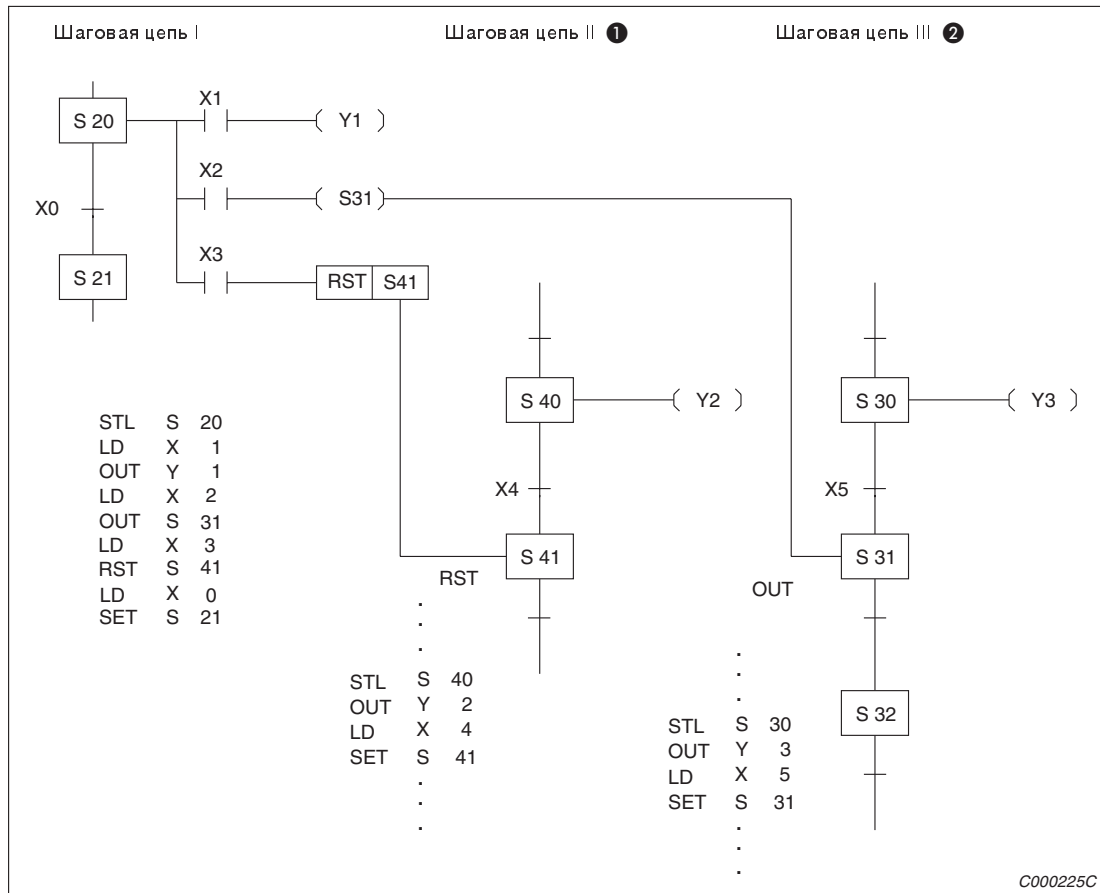 Шаговая цепь I
Шаговая цепь II ❶
Шаговая цепь III ❷
S 20
X1
( Y1 )
X2
( S31 )
X0
X3
S 21
RST S41
S 40
( Y2 )
S 30
( Y3 )
X4
X5
S 41
S 31
RST
OUT
S 32
STL S 20
LD X 1
OUT Y 1
LD X 2
OUT S 31
LD X 3
RST S 41
LD X 0
SET S 21
STL S 40
OUT Y 2
LD X 4
SET S 41
STL S 30
OUT Y 3
LD X 5
SET S 31
C000225C